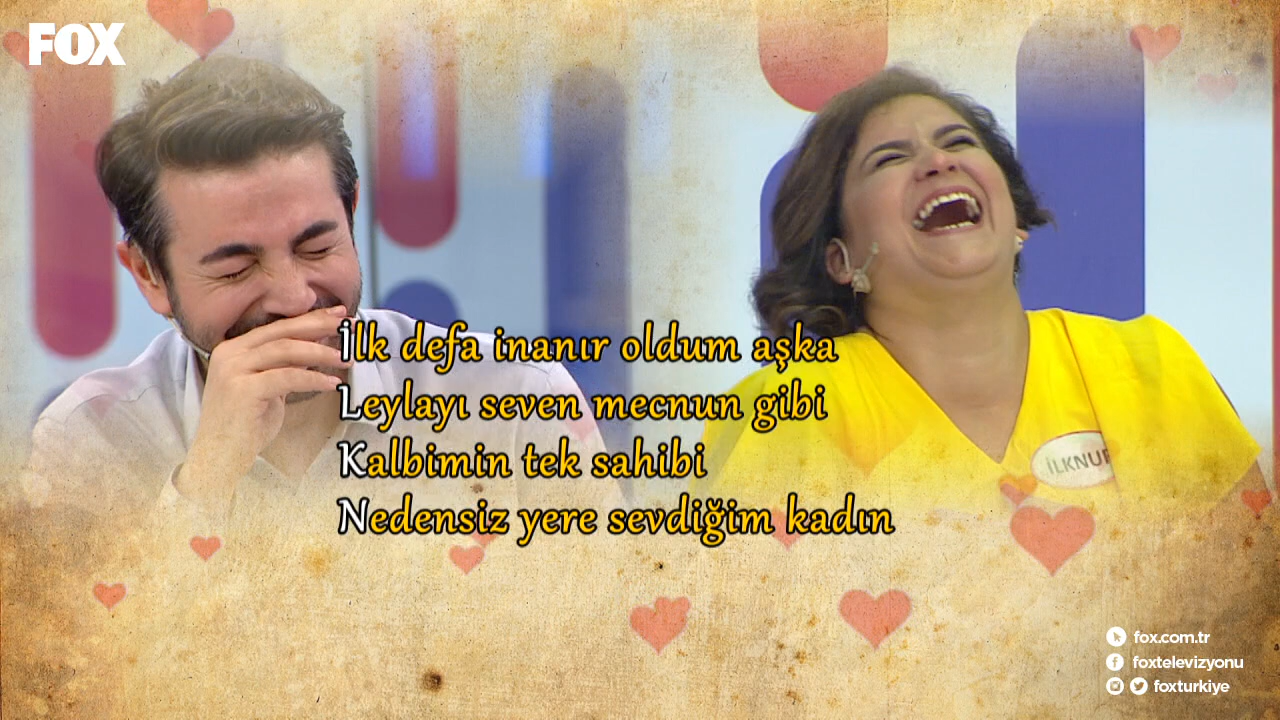 FOX
İlk defa inanır oldum aşka
Leylayı seven mecnun gibi
Kalbimin tek sahibi
Nedensiz yere sevdiğim kadın
İLKNUR
fox.com.tr
foxtelevizyonu
foxturkiye